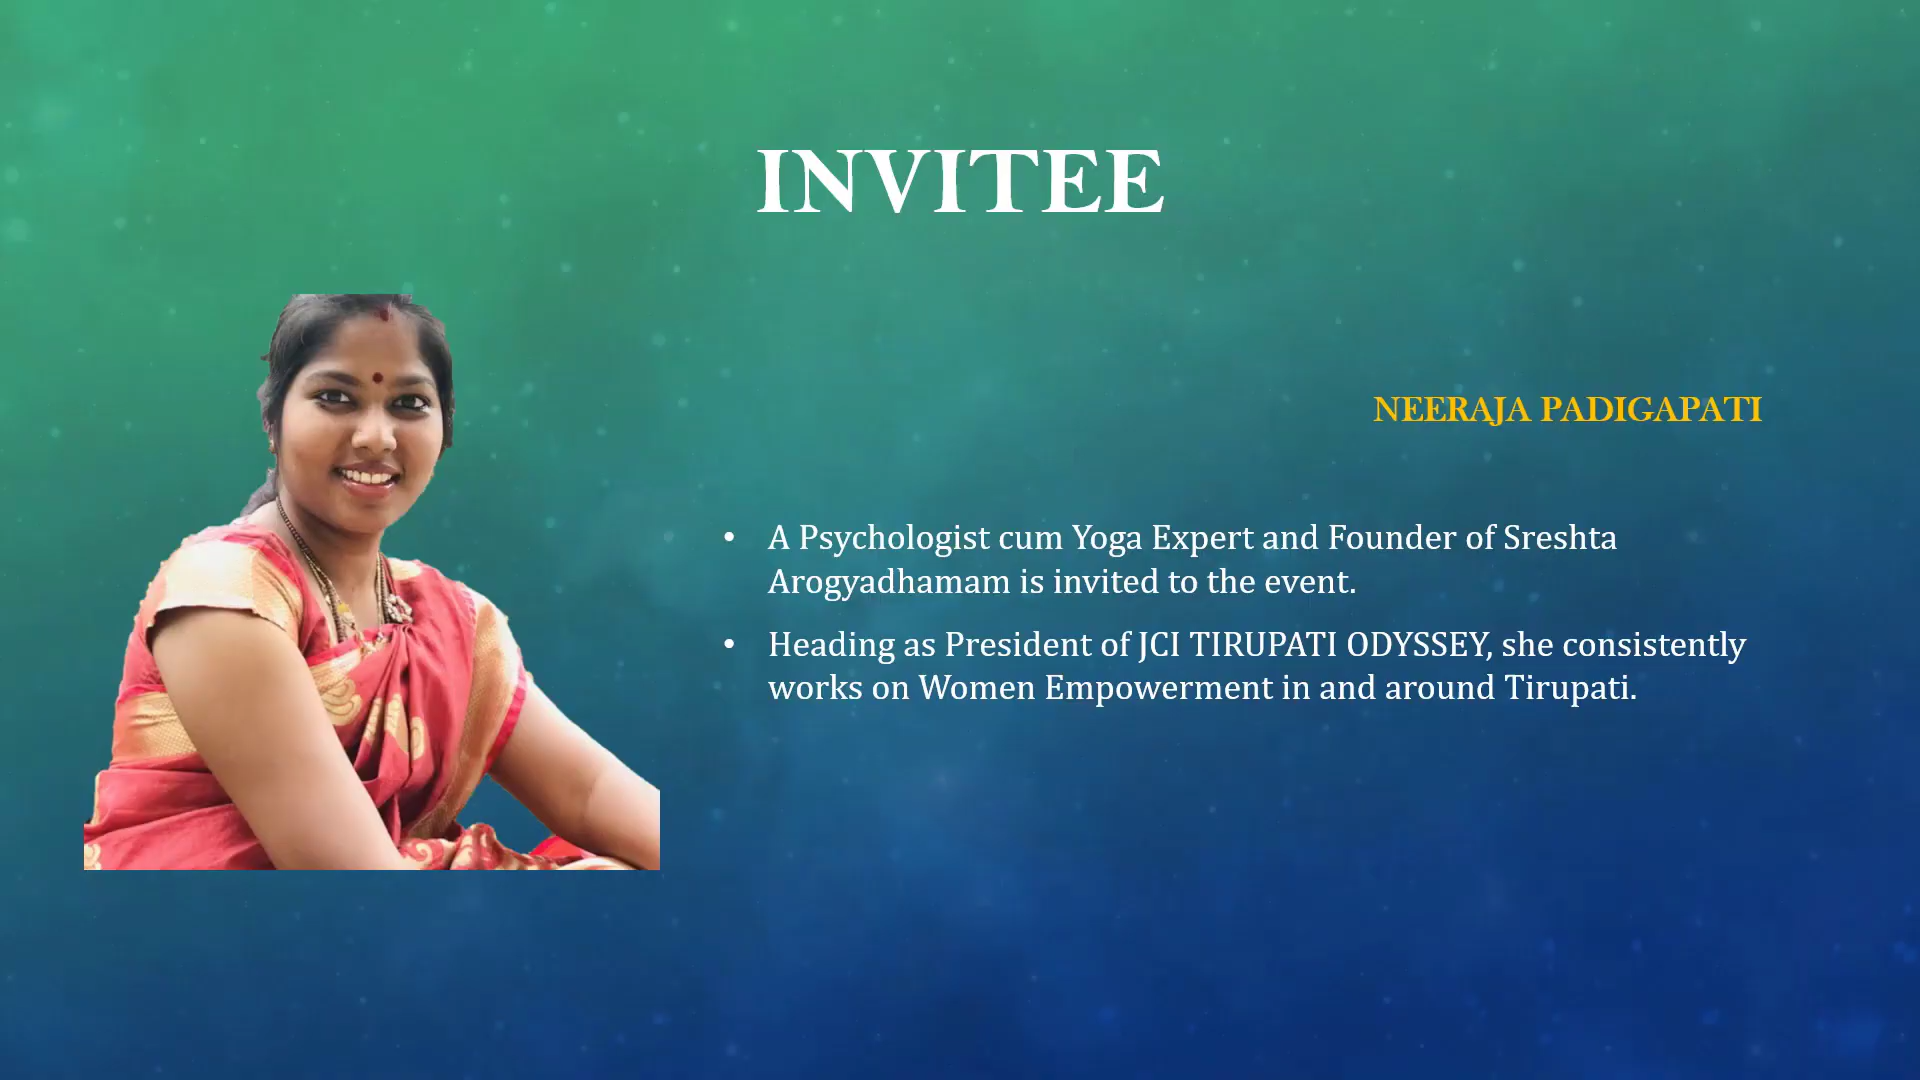 INVITEE
NEERAJA PADIGAPATI
• A Psychologist cum Yoga Expert and Founder of Sreshta
Arogyadhamam is invited to the event.
• Heading as President of JCI TIRUPATI ODYSSEY, she consistently
works on Women Empowerment in and around Tirupati.